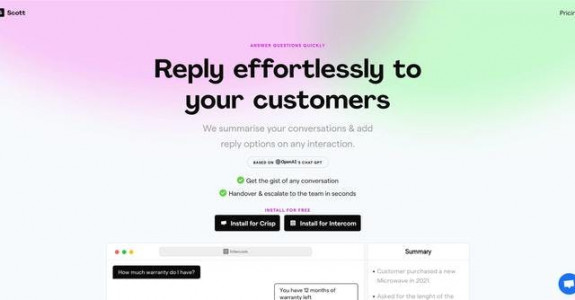 Scott
Pricin
ANSWER QUESTIONS QUICKLY
Reply effortlessly to
your customers
We summarise your conversations & add
reply options on any interaction.
BASED ON OpenAI'S CHAT GPT
Get the gist of any conversation
Handover & escalate to the team in seconds
INSTALL FOR FREE
Install for Crisp
Install for Intercom
Intercom
Summary
How much warranty do I have?
Customer purchased a new
Microwave in 2021.
You have 12 months of
warranty left
Asked for the lenght of the